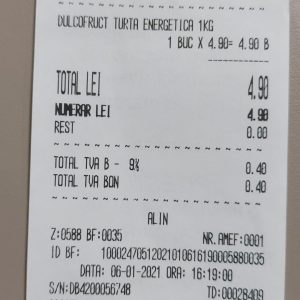 DULCOFRUCT TURTA ENERGETICA 1KG
1 BUC X 4.90= 4.90 B
TOTAL LEI 4.90
NUMERAR LEI 4.90
REST 0.00
TOTAL TVA B - 9% 0.40
TOTAL TVA BON 0.40
ALIN
Z:0588 BF:0035 NR.AMEF:0001
ID BF: 10002470512021010616190005880035
DATA: 06-01-2021 ORA: 16:19:00
S/N:DB4200056748 TD:00028409